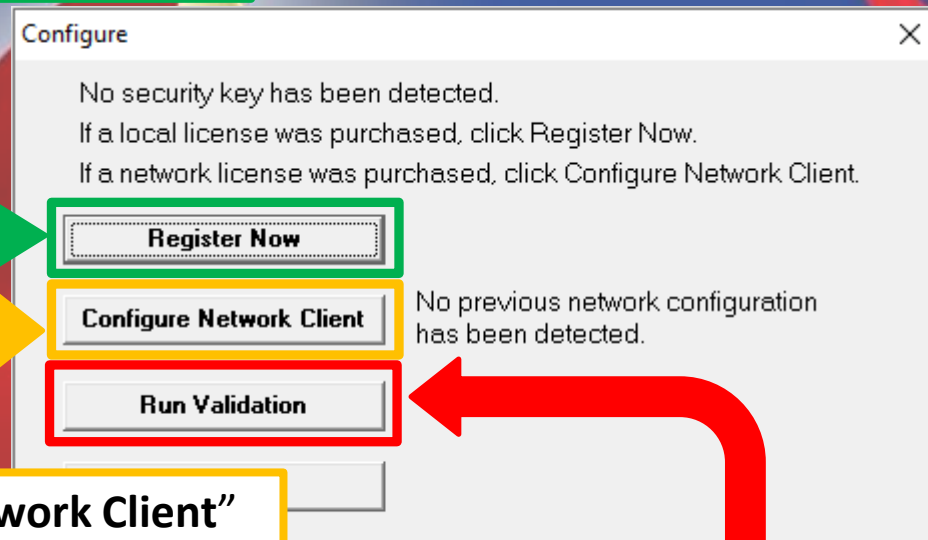 Configure
No security key has been detected.
If a local license was purchased, click Register Now.
If a network license was purchased, click Configure Network Client.
Register Now
Configure Network Client
No previous network configuration
has been detected.
Run Validation
work Client”